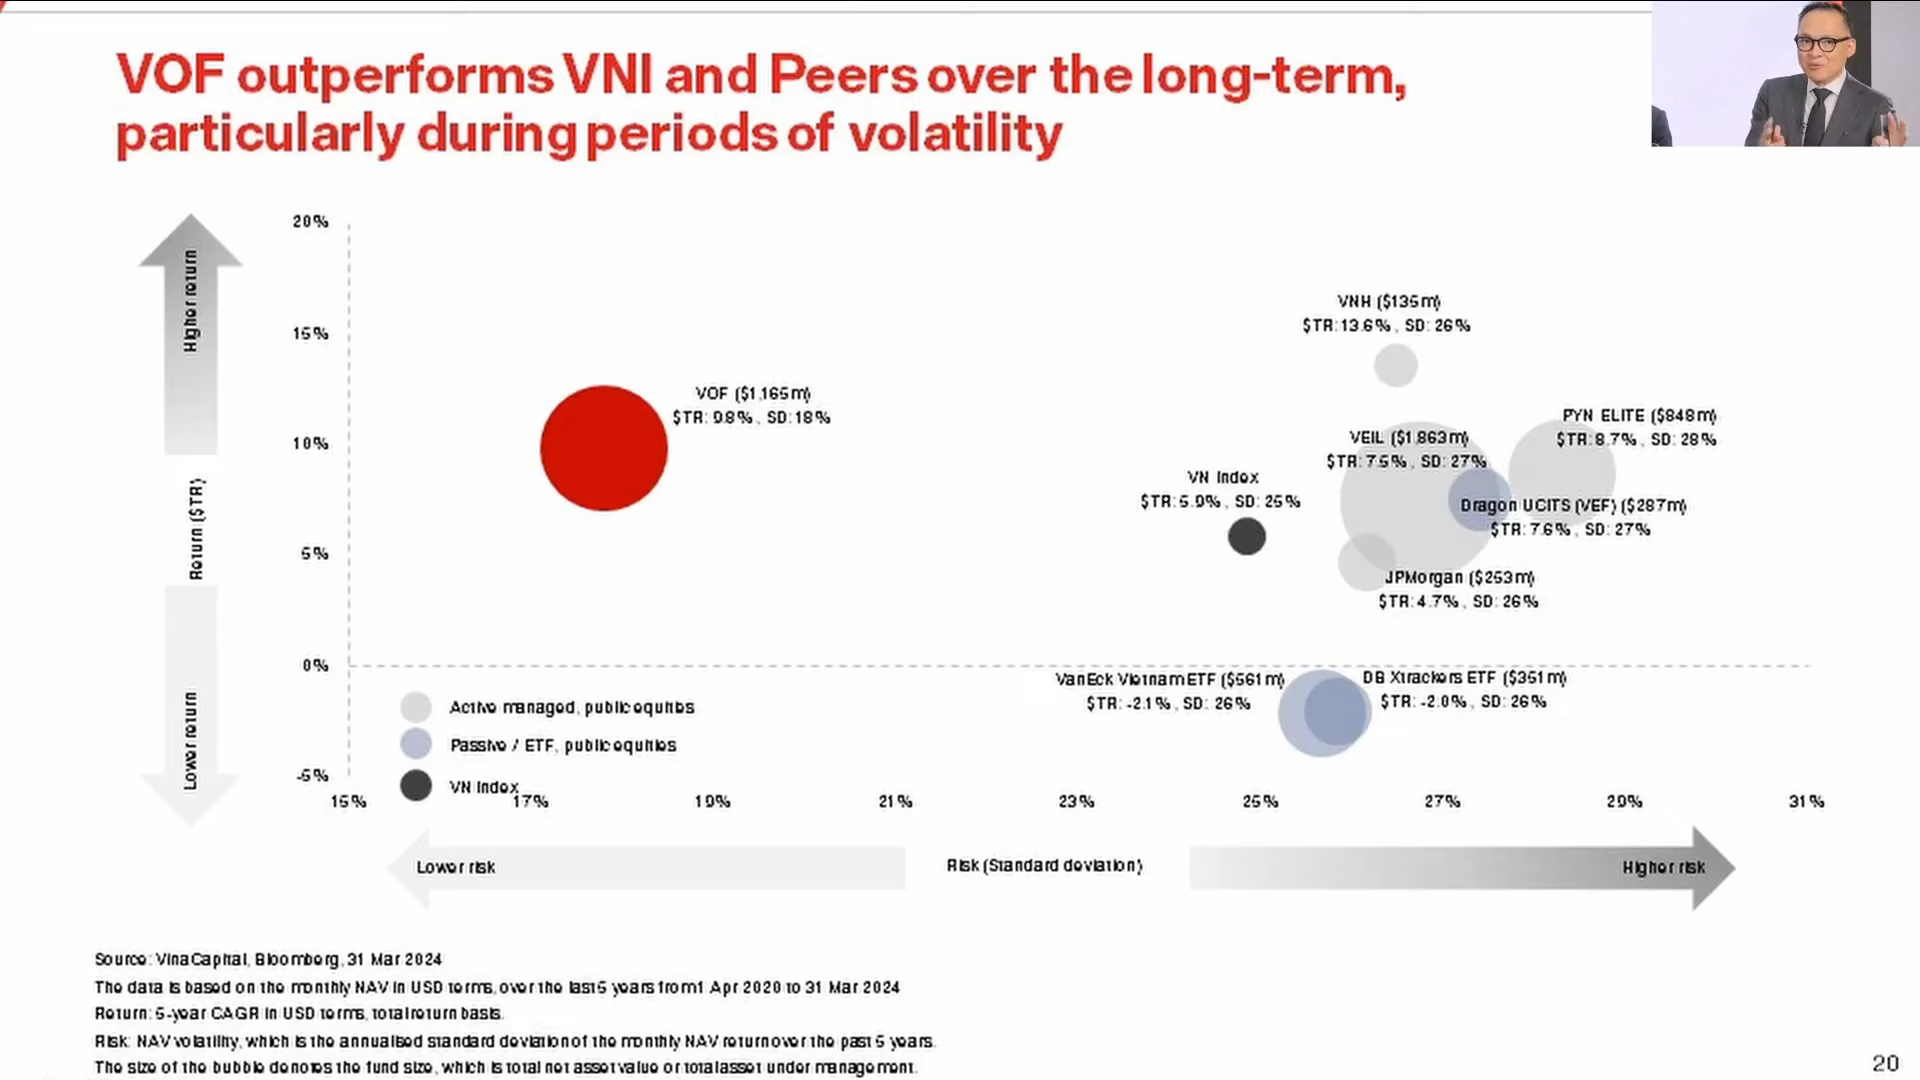 VOF outperforms VNI and Peers over the long-term,
particularly during periods of volatility
Higher return
Return ($TR)
Lower return
20%
15%
10%
5%
0%
-5%
VNH ($135m)
$TR: 13.6%, SD: 26%
VOF ($1,165m)
$TR: 9.8%, SD: 18%
PYN ELITE ($848m)
$TR: 8.7%, SD: 28%
VEIL ($1,863m)
$TR: 7.5%, SD: 27%
VN Index
$TR: 5.9%, SD: 25%
Dragon UCITS (VEF) ($287m)
$TR: 7.6%, SD: 27%
JPMorgan ($253m)
$TR: 4.7%, SD: 26%
VanEck Vietnam ETF ($561m)
$TR: -2.1%, SD: 26%
DB Xtrackers ETF ($351m)
$TR: -2.0%, SD: 26%
Active managed, public equities
Passive / ETF, public equities
VN Index
15% 17% 19% 21% 23% 25% 27% 29% 31%
Lower risk
Risk (Standard deviation)
Higher risk
Source: VinaCapital, Bloomberg, 31 Mar 2024
The data is based on the monthly NAV in USD terms, over the last 5 years from 1 Apr 2020 to 31 Mar 2024
Return: 5-year CAGR in USD terms, total return basis.
Risk: NAV volatility, which is the annualised standard deviation of the monthly NAV return over the past 5 years.
The size of the bubble denotes the fund size, which is total net asset value or total asset under management.
20